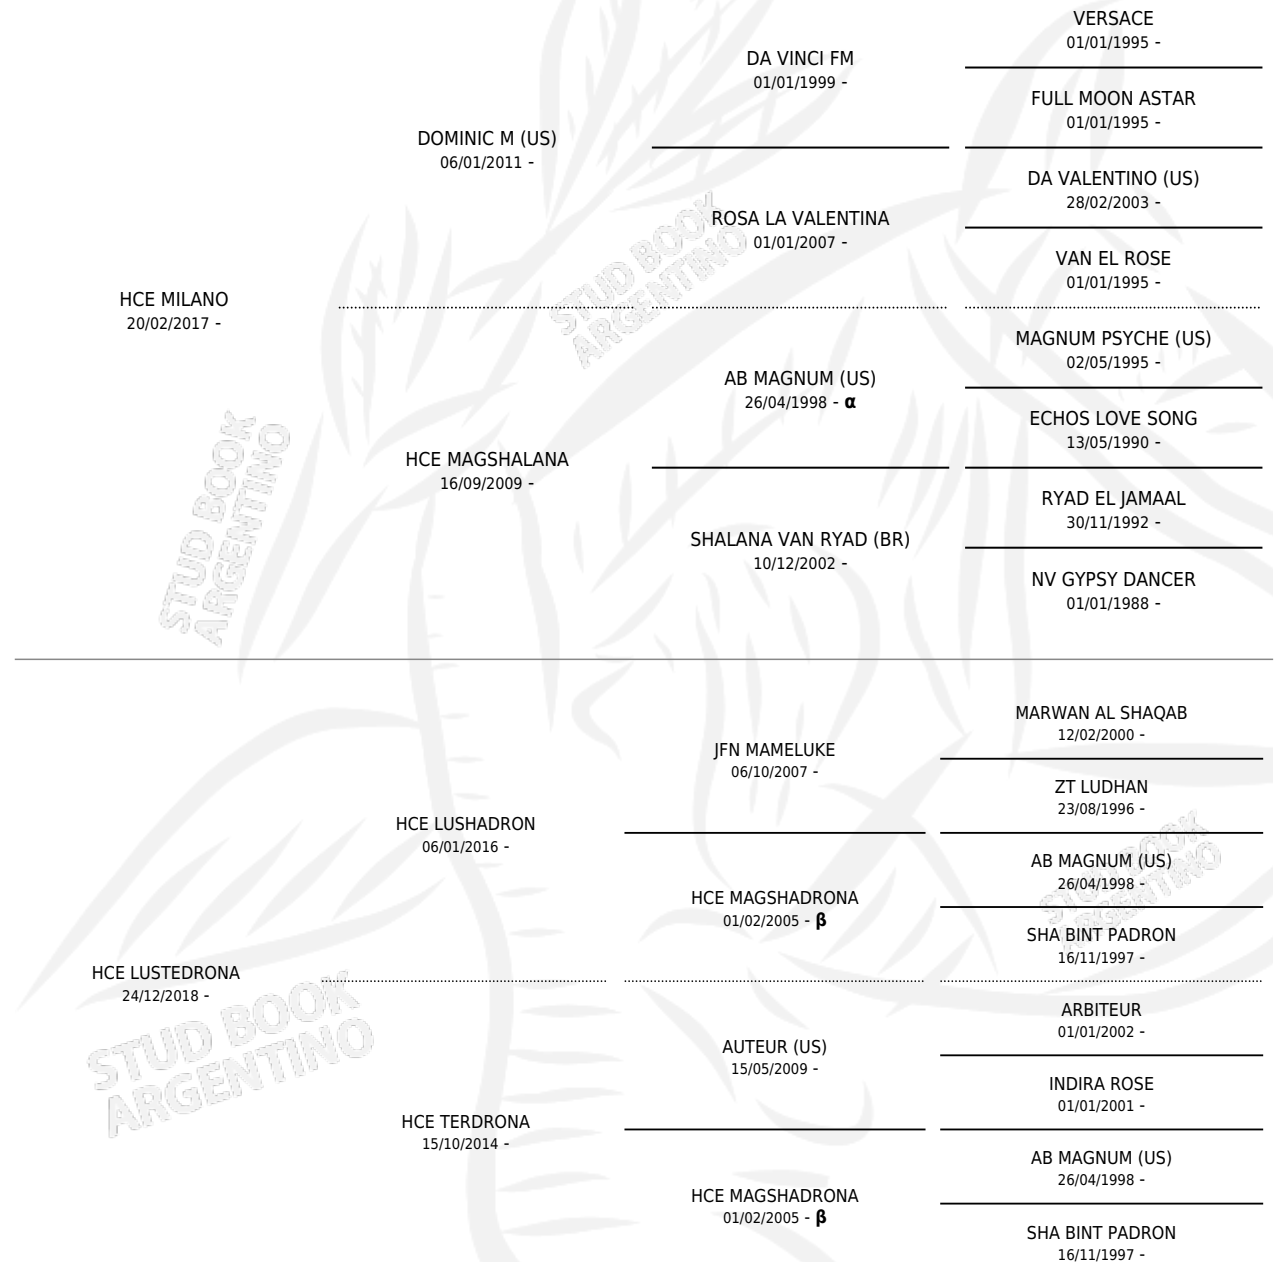 VERSACE
01/01/1995 -
DA VINCI FM
01/01/1999 -
FULL MOON ASTAR
01/01/1995 -
DOMINIC M (US)
06/01/2011 -
DA VALENTINO (US)
28/02/2003 -
ROSA LA VALENTINA
01/01/2007 -
VAN EL ROSE
01/01/1995 -
HCE MILANO
20/02/2017 -
MAGNUM PSYCHE (US)
02/05/1995 -
AB MAGNUM (US)
26/04/1998 - α
ECHOS LOVE SONG
13/05/1990 -
HCE MAGSHALANA
16/09/2009 -
RYAD EL JAMAAL
30/11/1992 -
SHALANA VAN RYAD (BR)
10/12/2002 -
NV GYPSY DANCER
01/01/1988 -
STUD BOOK
ARGENTINO
STUD BOOK
ARGENTINO
MARWAN AL SHAQAB
12/02/2000 -
JFN MAMELUKE
06/10/2007 -
ZT LUDHAN
23/08/1996 -
HCE LUSHADRON
06/01/2016 -
AB MAGNUM (US)
26/04/1998 -
HCE MAGSHADRONA
01/02/2005 - β
SHA BINT PADRON
16/11/1997 -
HCE LUSTEDRONA
24/12/2018 -
ARBITEUR
01/01/2002 -
AUTEUR (US)
15/05/2009 -
INDIRA ROSE
01/01/2001 -
HCE TERDRONA
15/10/2014 -
AB MAGNUM (US)
26/04/1998 -
HCE MAGSHADRONA
01/02/2005 - β
SHA BINT PADRON
16/11/1997 -
STUD BOOK
ARGENTINO
STUD BOOK
ARGENTINO